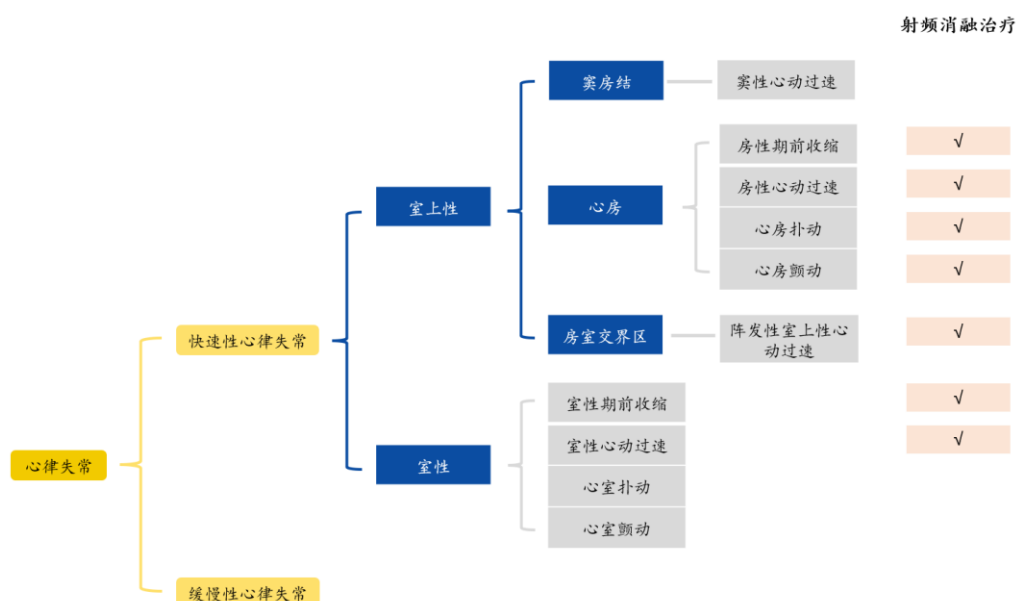 射频消融治疗
窦房结
窦性心动过速
房性期前收缩
√
房性心动过速
√
室上性
心房
心房扑动
√
心房颤动
√
快速性心律失常
房室交界区
阵发性室上性心
动过速
√
室性期前收缩
√
室性心动过速
√
心律失常
室性
心室扑动
心室颤动
缓慢性心律失常